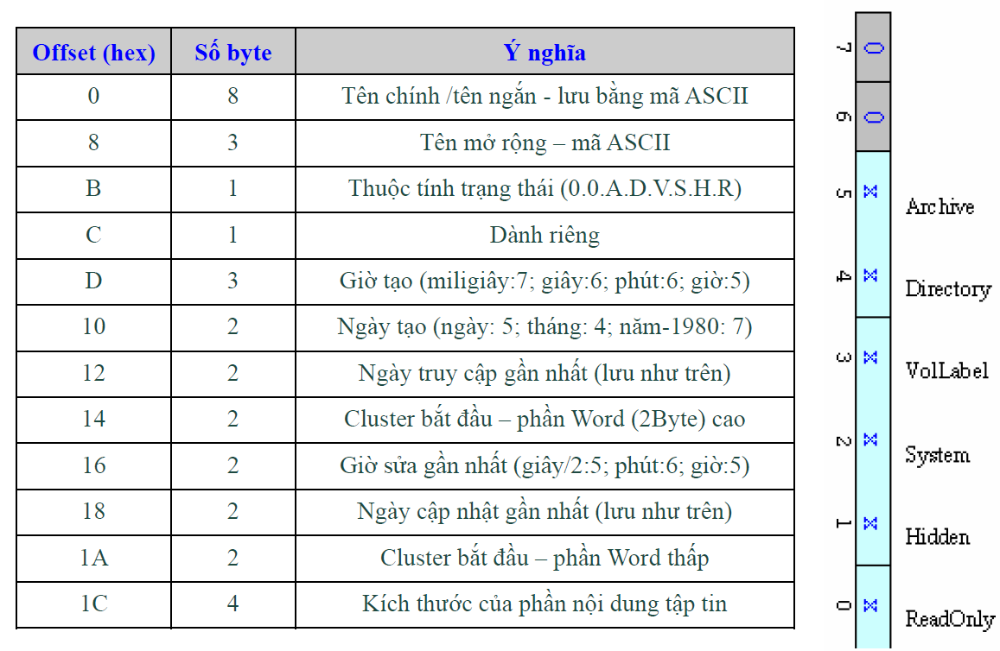 Offset (hex) Số byte Ý nghĩa
0 8 Tên chính /tên ngắn - lưu bằng mã ASCII
8 3 Tên mở rộng – mã ASCII
B 1 Thuộc tính trạng thái (0.0.A.D.V.S.H.R)
C 1 Dành riêng
D 3 Giờ tạo (miligiây:7; giây:6; phút:6; giờ:5)
10 2 Ngày tạo (ngày: 5; tháng: 4; năm-1980: 7)
12 2 Ngày truy cập gần nhất (lưu như trên)
14 2 Cluster bắt đầu – phần Word (2Byte) cao
16 2 Giờ sửa gần nhất (giây/2:5; phút:6; giờ:5)
18 2 Ngày cập nhật gần nhất (lưu như trên)
1A 2 Cluster bắt đầu – phần Word thấp
1C 4 Kích thước của phần nội dung tập tin
7 0
6 0
5 X Archive
4 X Directory
3 X VolLabel
2 X System
1 X Hidden
0 X ReadOnly